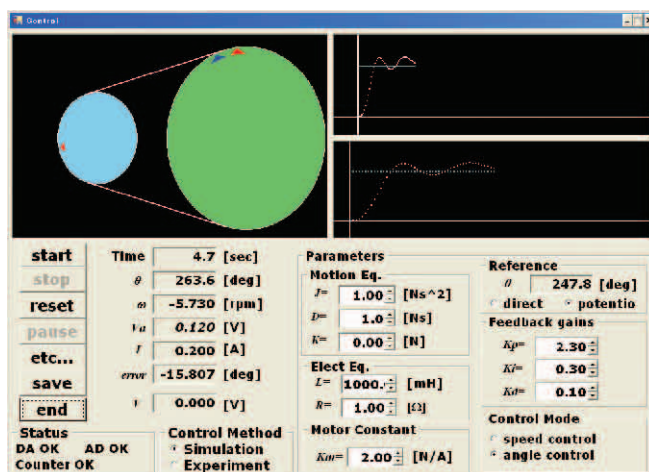 Control
start
stop
reset
pause
etc...
save
end
Time 4.7 [sec]
θ 263.6 [deg]
ω -5.730 [rpm]
Va 0.120 [V]
I 0.200 [A]
error -15.807 [deg]
V 0.000 [V]
Status
DA OK AD OK
Counter OK
Control Method
Simulation
Experiment
Parameters
Motion Eq.
J= 1.00 [Ns^2]
D= 1.0 [Ns]
K= 0.00 [N]
Elect Eq.
L= 1000. [mH]
R= 1.00 [Ω]
Motor Constant
Km= 2.00 [N/A]
Reference
θ 247.8 [deg]
direct potentio
Feedback gains
Kp= 2.30
Ki= 0.30
Kd= 0.10
Control Mode
speed control
angle control